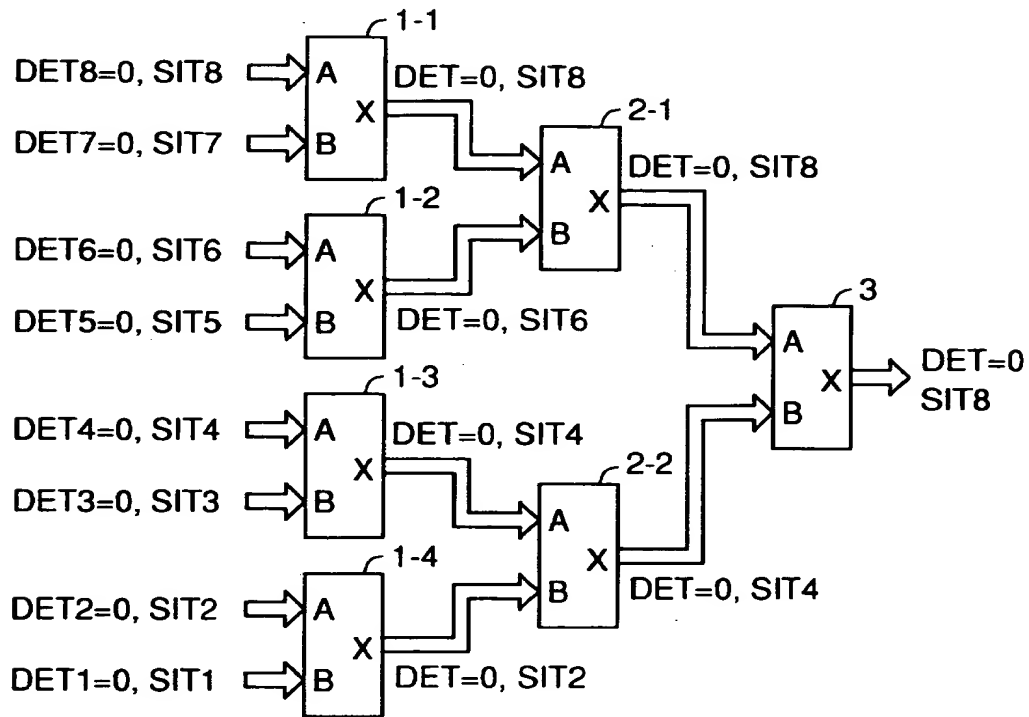 1-1
DET8=0, SIT8
A
DET=0, SIT8
X
2-1
DET7=0, SIT7
B
A
DET=0, SIT8
X
1-2
B
DET6=0, SIT6
A
X
3
DET5=0, SIT5
B
DET=0, SIT6
A
DET=0
X
SIT8
1-3
B
DET4=0, SIT4
A
DET=0, SIT4
X
2-2
DET3=0, SIT3
B
A
X
1-4
B
DET=0, SIT4
DET2=0, SIT2
A
X
DET1=0, SIT1
B
DET=0, SIT2